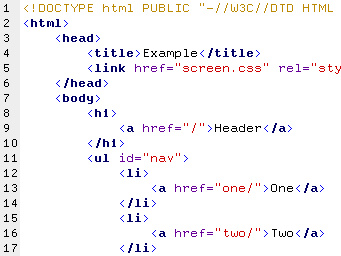 1 <!DOCTYPE html PUBLIC "-//W3C//DTD HTML
2 <html>
3 <head>
4 <title>Example</title>
5 <link href="screen.css" rel="sty
6 </head>
7 <body>
8 <h1>
9 <a href="/">Header</a>
10 </h1>
11 <ul id="nav">
12 <li>
13 <a href="one/">One</a>
14 </li>
15 <li>
16 <a href="two/">Two</a>
17 </li>